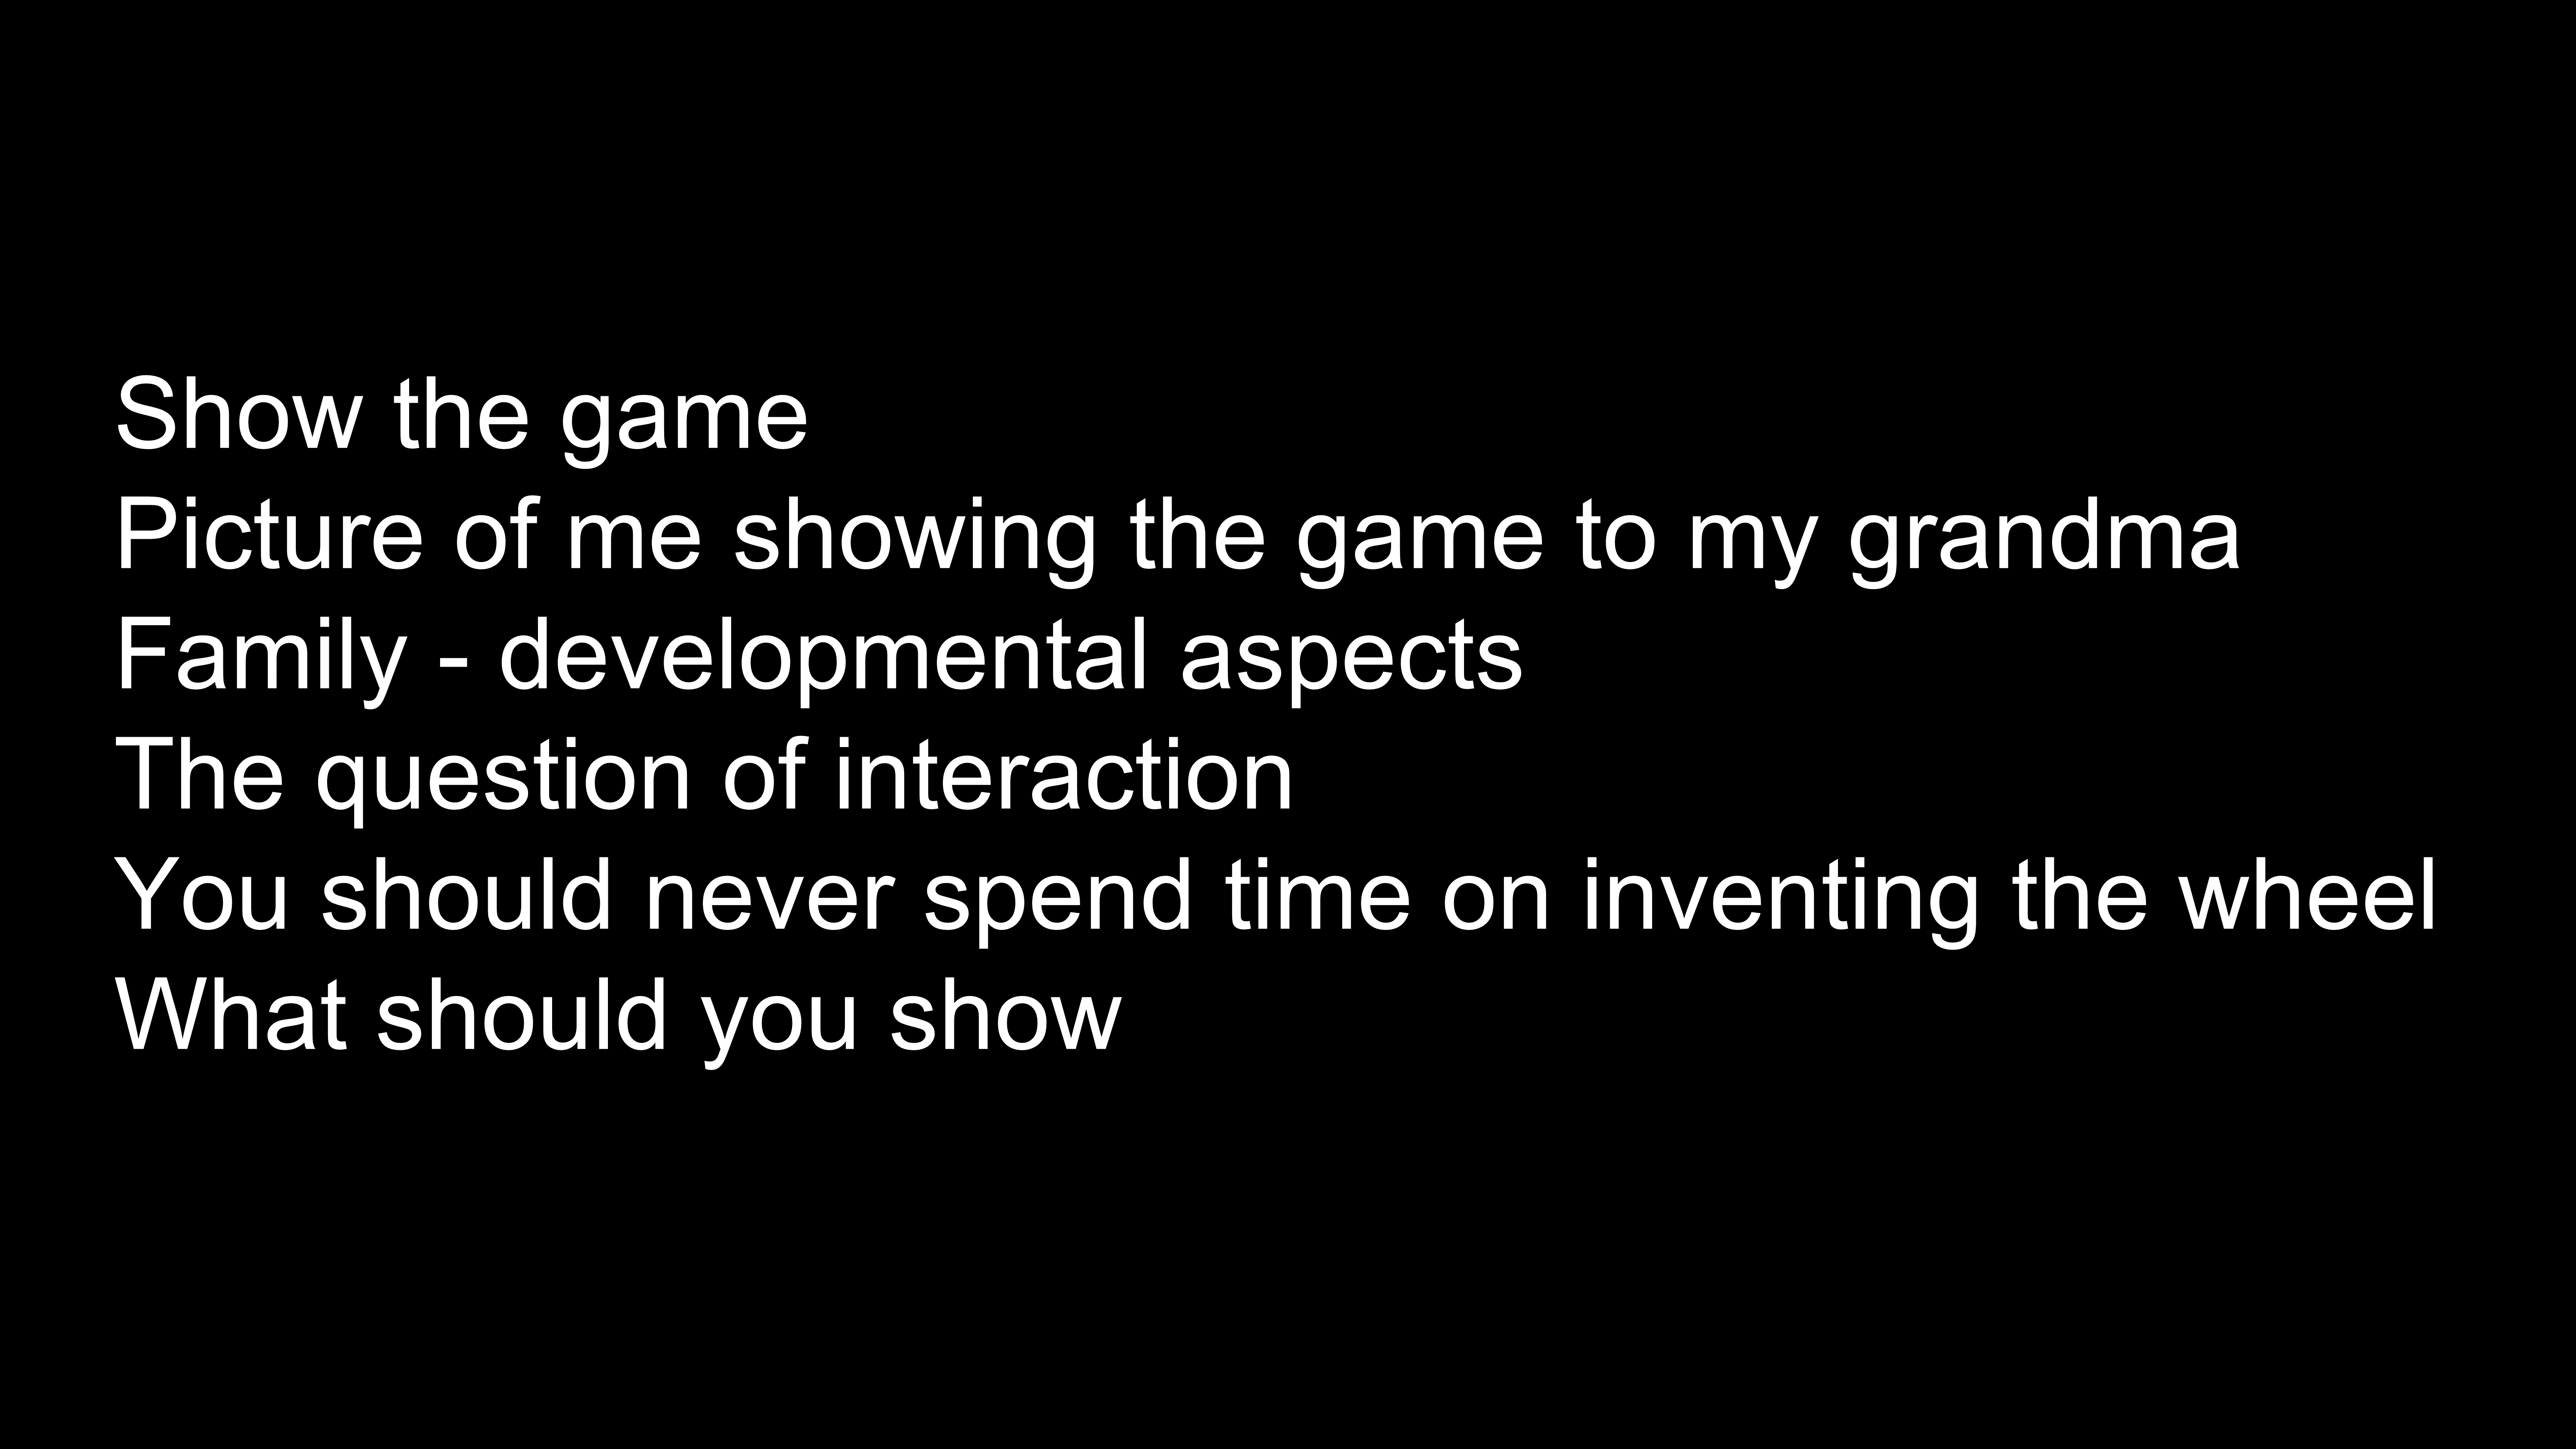 Show the game
Picture of me showing the game to my grandma
Family - developmental aspects
The question of interaction
You should never spend time on inventing the wheel
What should you show